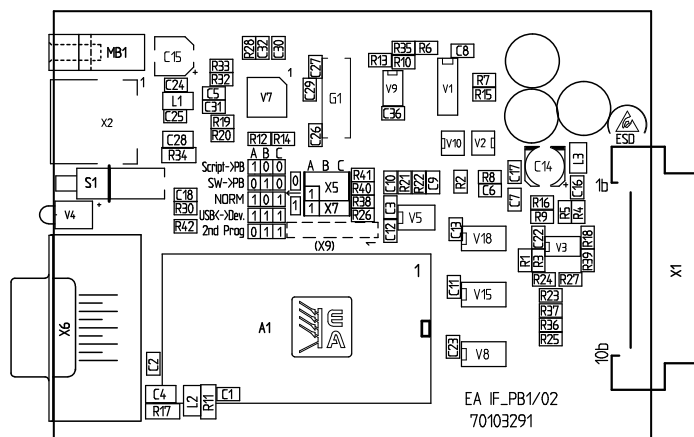 MB1
C15
R28
C32
C30
R35
R6
C8
R13
R10
R33
R32
C27
1
C24
1
C5
L1
C31
V7
C29
G1
V9
V1
R7
R15
C25
X2
R19
C36
R20
C28
R12
R14
C26
V10
V2
ESD
R34
A B C
A B C
C14
L3
C17
Script->PB 1 0 0
0
X5
R41
C10
R21
R22
C9
R2
R8
S1
SW->PB 0 1 0
R40
C6
C16
1b
C18
NORM 1 1 0
1
1
X7
R38
C3
C7
R16
R5
R4
V4
R30
USB<->Dev. 1 0 1
R26
V5
R9
R42
2nd Prog 0 1 1
1
C12
C13
V18
C22
V3
R18
(X9)
R1
R3
R39
1
R24
R27
X1
C11
V15
R23
R37
X6
A1
EA
R36
R25
C23
V8
10b
C2
C4
L2
R11
C1
EA IF_PB1/02
R17
70103291